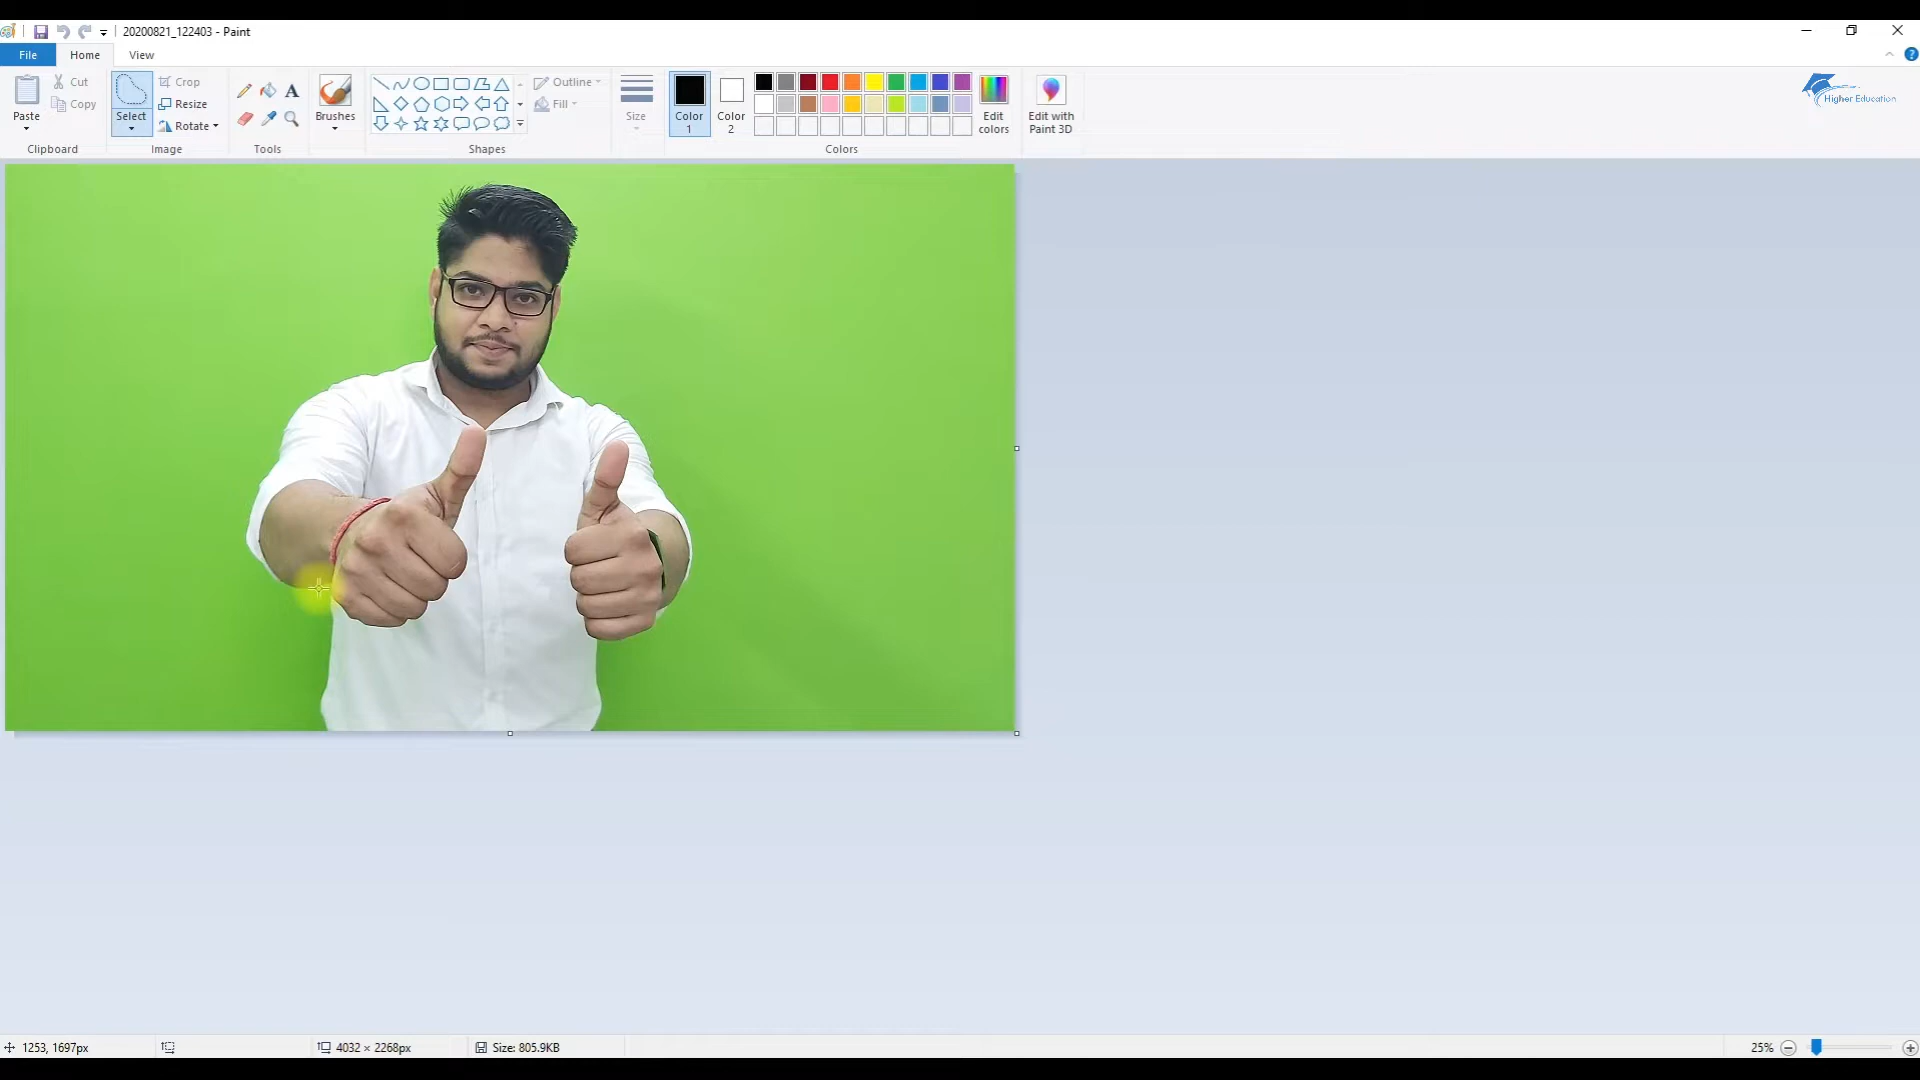 20200821_122403 - Paint
File Home View
Paste
Cut
Copy
Clipboard
Select
Crop
Resize
Rotate
Image
A
Tools
Brushes
Shapes
Outline
Fill
Size
Color 1
Color 2
Edit colors
Colors
Edit with Paint 3D
Higher Education
1253, 1697px
4032 × 2268px
Size: 805.9KB
25%